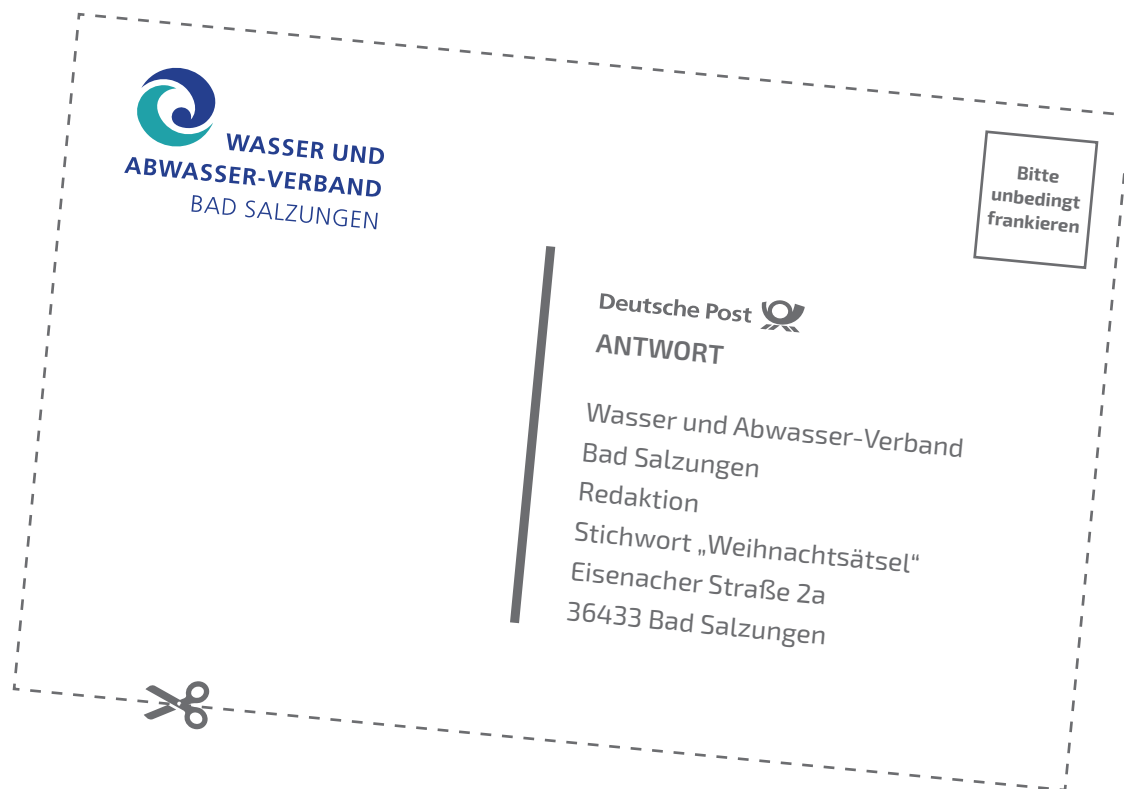 WASSER UND
ABWASSER-VERBAND
BAD SALZUNGEN
Bitte
unbedingt
frankieren
Deutsche Post
ANTWORT
Wasser und Abwasser-Verband
Bad Salzungen
Redaktion
Stichwort „Weihnachtsätsel“
Eisenacher Straße 2a
36433 Bad Salzungen